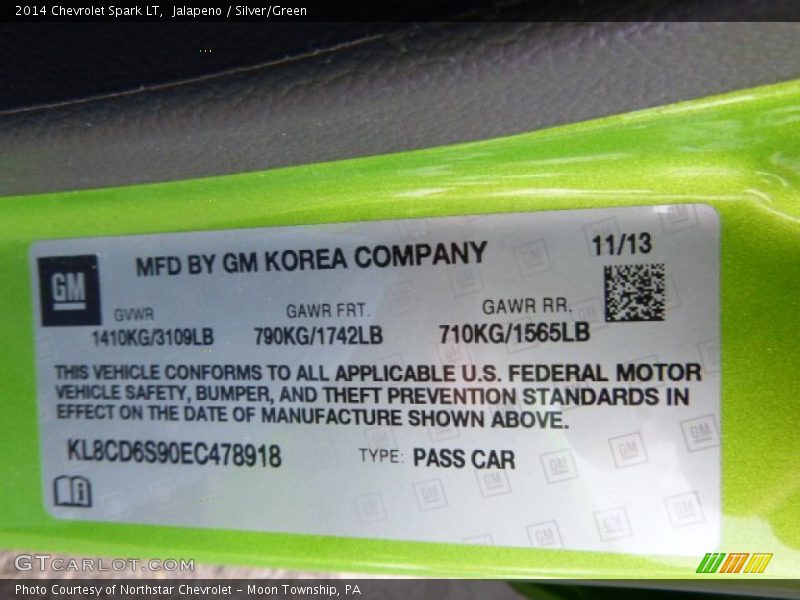 2014 Chevrolet Spark LT,  Jalapeno / Silver/Green
GM
MFD BY GM KOREA COMPANY
11/13
GVWR
GAWR FRT.
GAWR RR.
1410KG/3109LB
790KG/1742LB
710KG/1565LB
THIS VEHICLE CONFORMS TO ALL APPLICABLE U.S. FEDERAL MOTOR
VEHICLE SAFETY, BUMPER, AND THEFT PREVENTION STANDARDS IN
EFFECT ON THE DATE OF MANUFACTURE SHOWN ABOVE.
KL8CD6S90EC478918
TYPE: PASS CAR
GTCARLOT.COM
Photo Courtesy of Northstar Chevrolet - Moon Township, PA